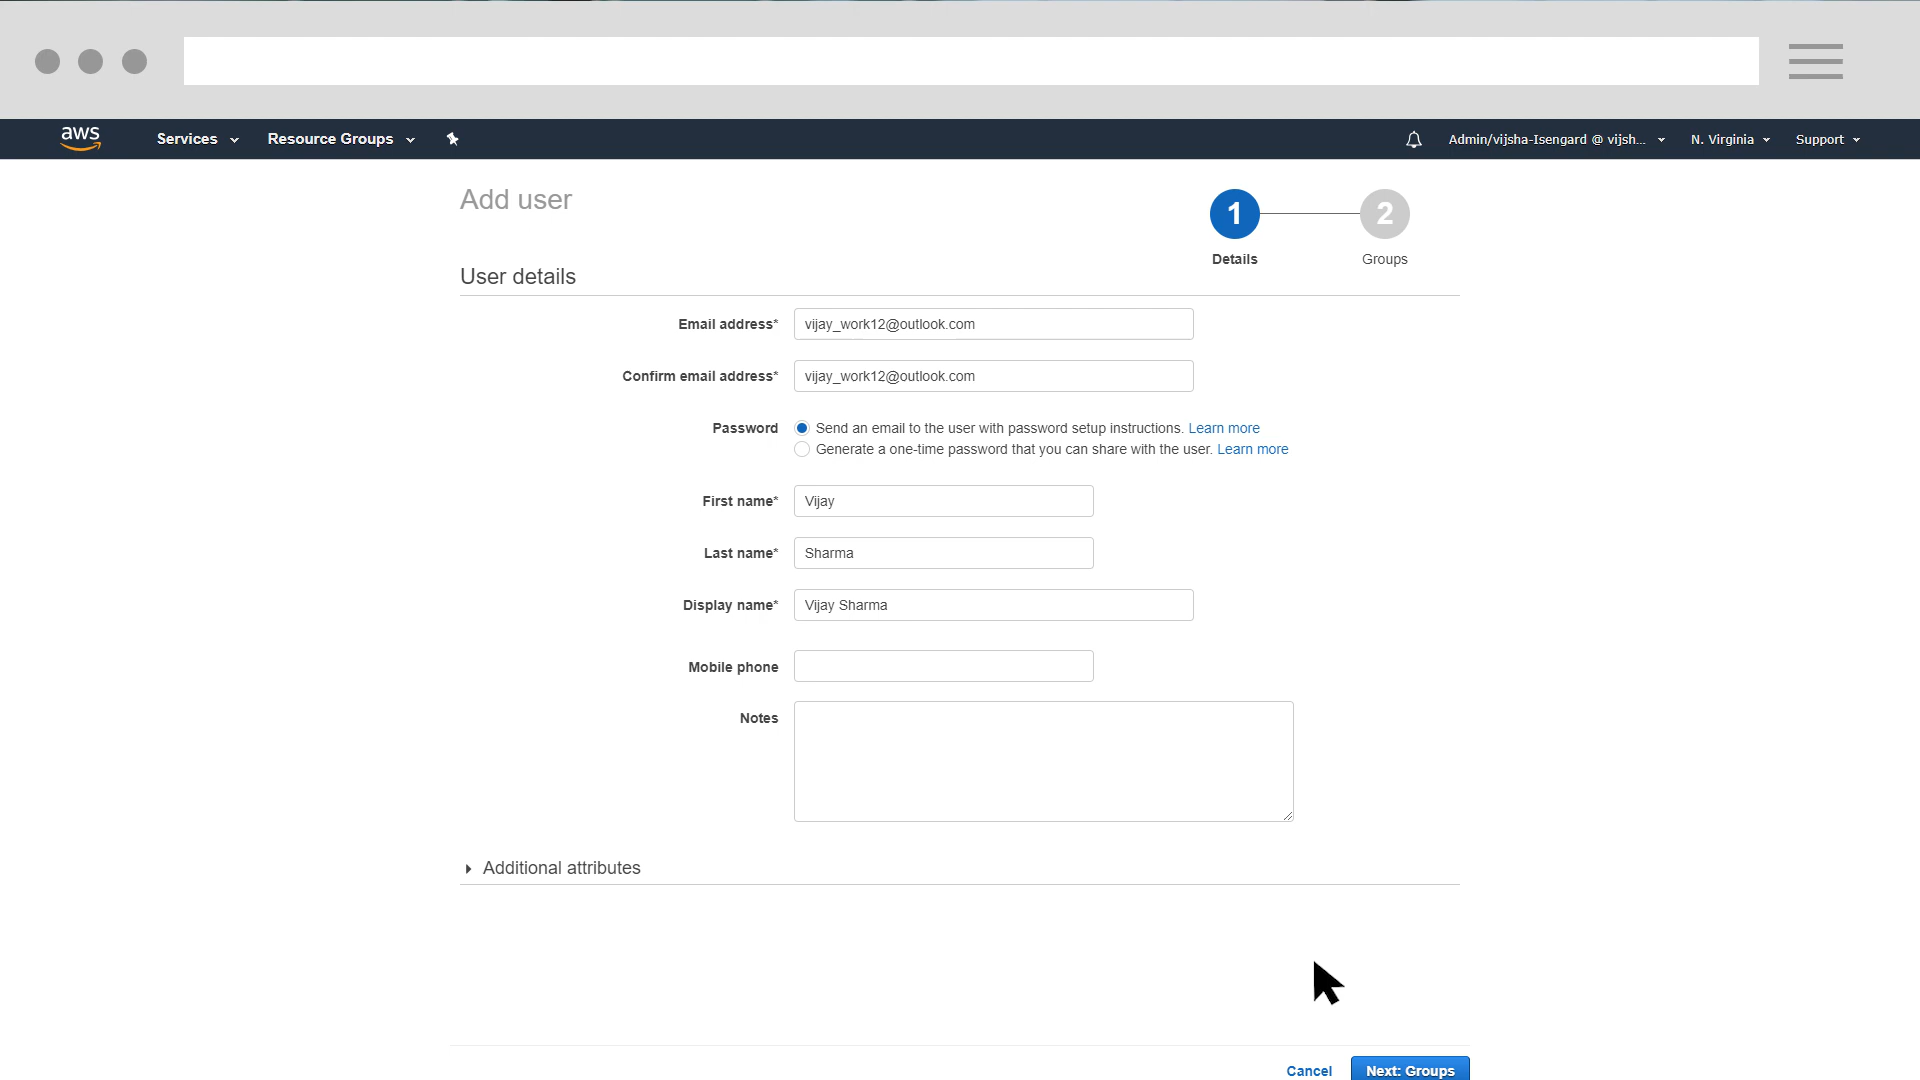 aws Services Resource Groups Admin/vijsha-Isengard @ vijsh... N. Virginia Support
Add user
1 2
Details Groups
User details
Email address* vijay_work12@outlook.com
Confirm email address* vijay_work12@outlook.com
Password Send an email to the user with password setup instructions. Learn more
Generate a one-time password that you can share with the user. Learn more
First name* Vijay
Last name* Sharma
Display name* Vijay Sharma
Mobile phone
Notes
Additional attributes
Cancel Next: Groups